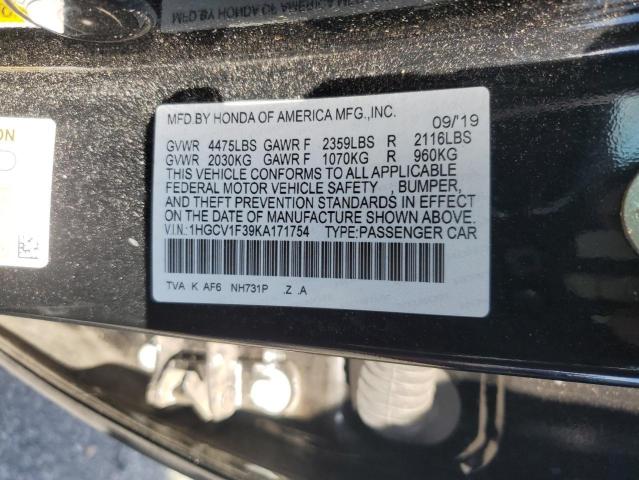 MFD.BY HONDA OF AMERICA MFG.,INC.
09/'19
GVWR 4475LBS GAWR F 2359LBS R 2116LBS
GVWR 2030KG GAWR F 1070KG R 960KG
THIS VEHICLE CONFORMS TO ALL APPLICABLE
FEDERAL MOTOR VEHICLE SAFETY , BUMPER,
AND THEFT PREVENTION STANDARDS IN EFFECT
ON THE DATE OF MANUFACTURE SHOWN ABOVE.
V.I.N.:1HGCV1F39KA171754 TYPE:PASSENGER CAR
TVA K AF6 NH731P .Z .A